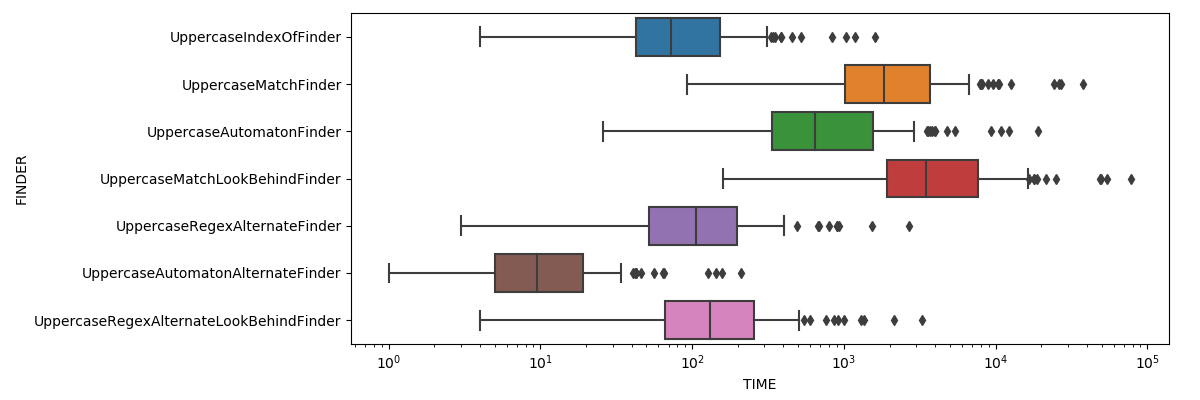 UppercaseIndexOfFinder
UppercaseMatchFinder
UppercaseAutomatonFinder
UppercaseMatchLookBehindFinder
UppercaseRegexAlternateFinder
UppercaseAutomatonAlternateFinder
UppercaseRegexAlternateLookBehindFinder
FINDER
10⁰ 10¹ 10² 10³ 10⁴ 10⁵
TIME